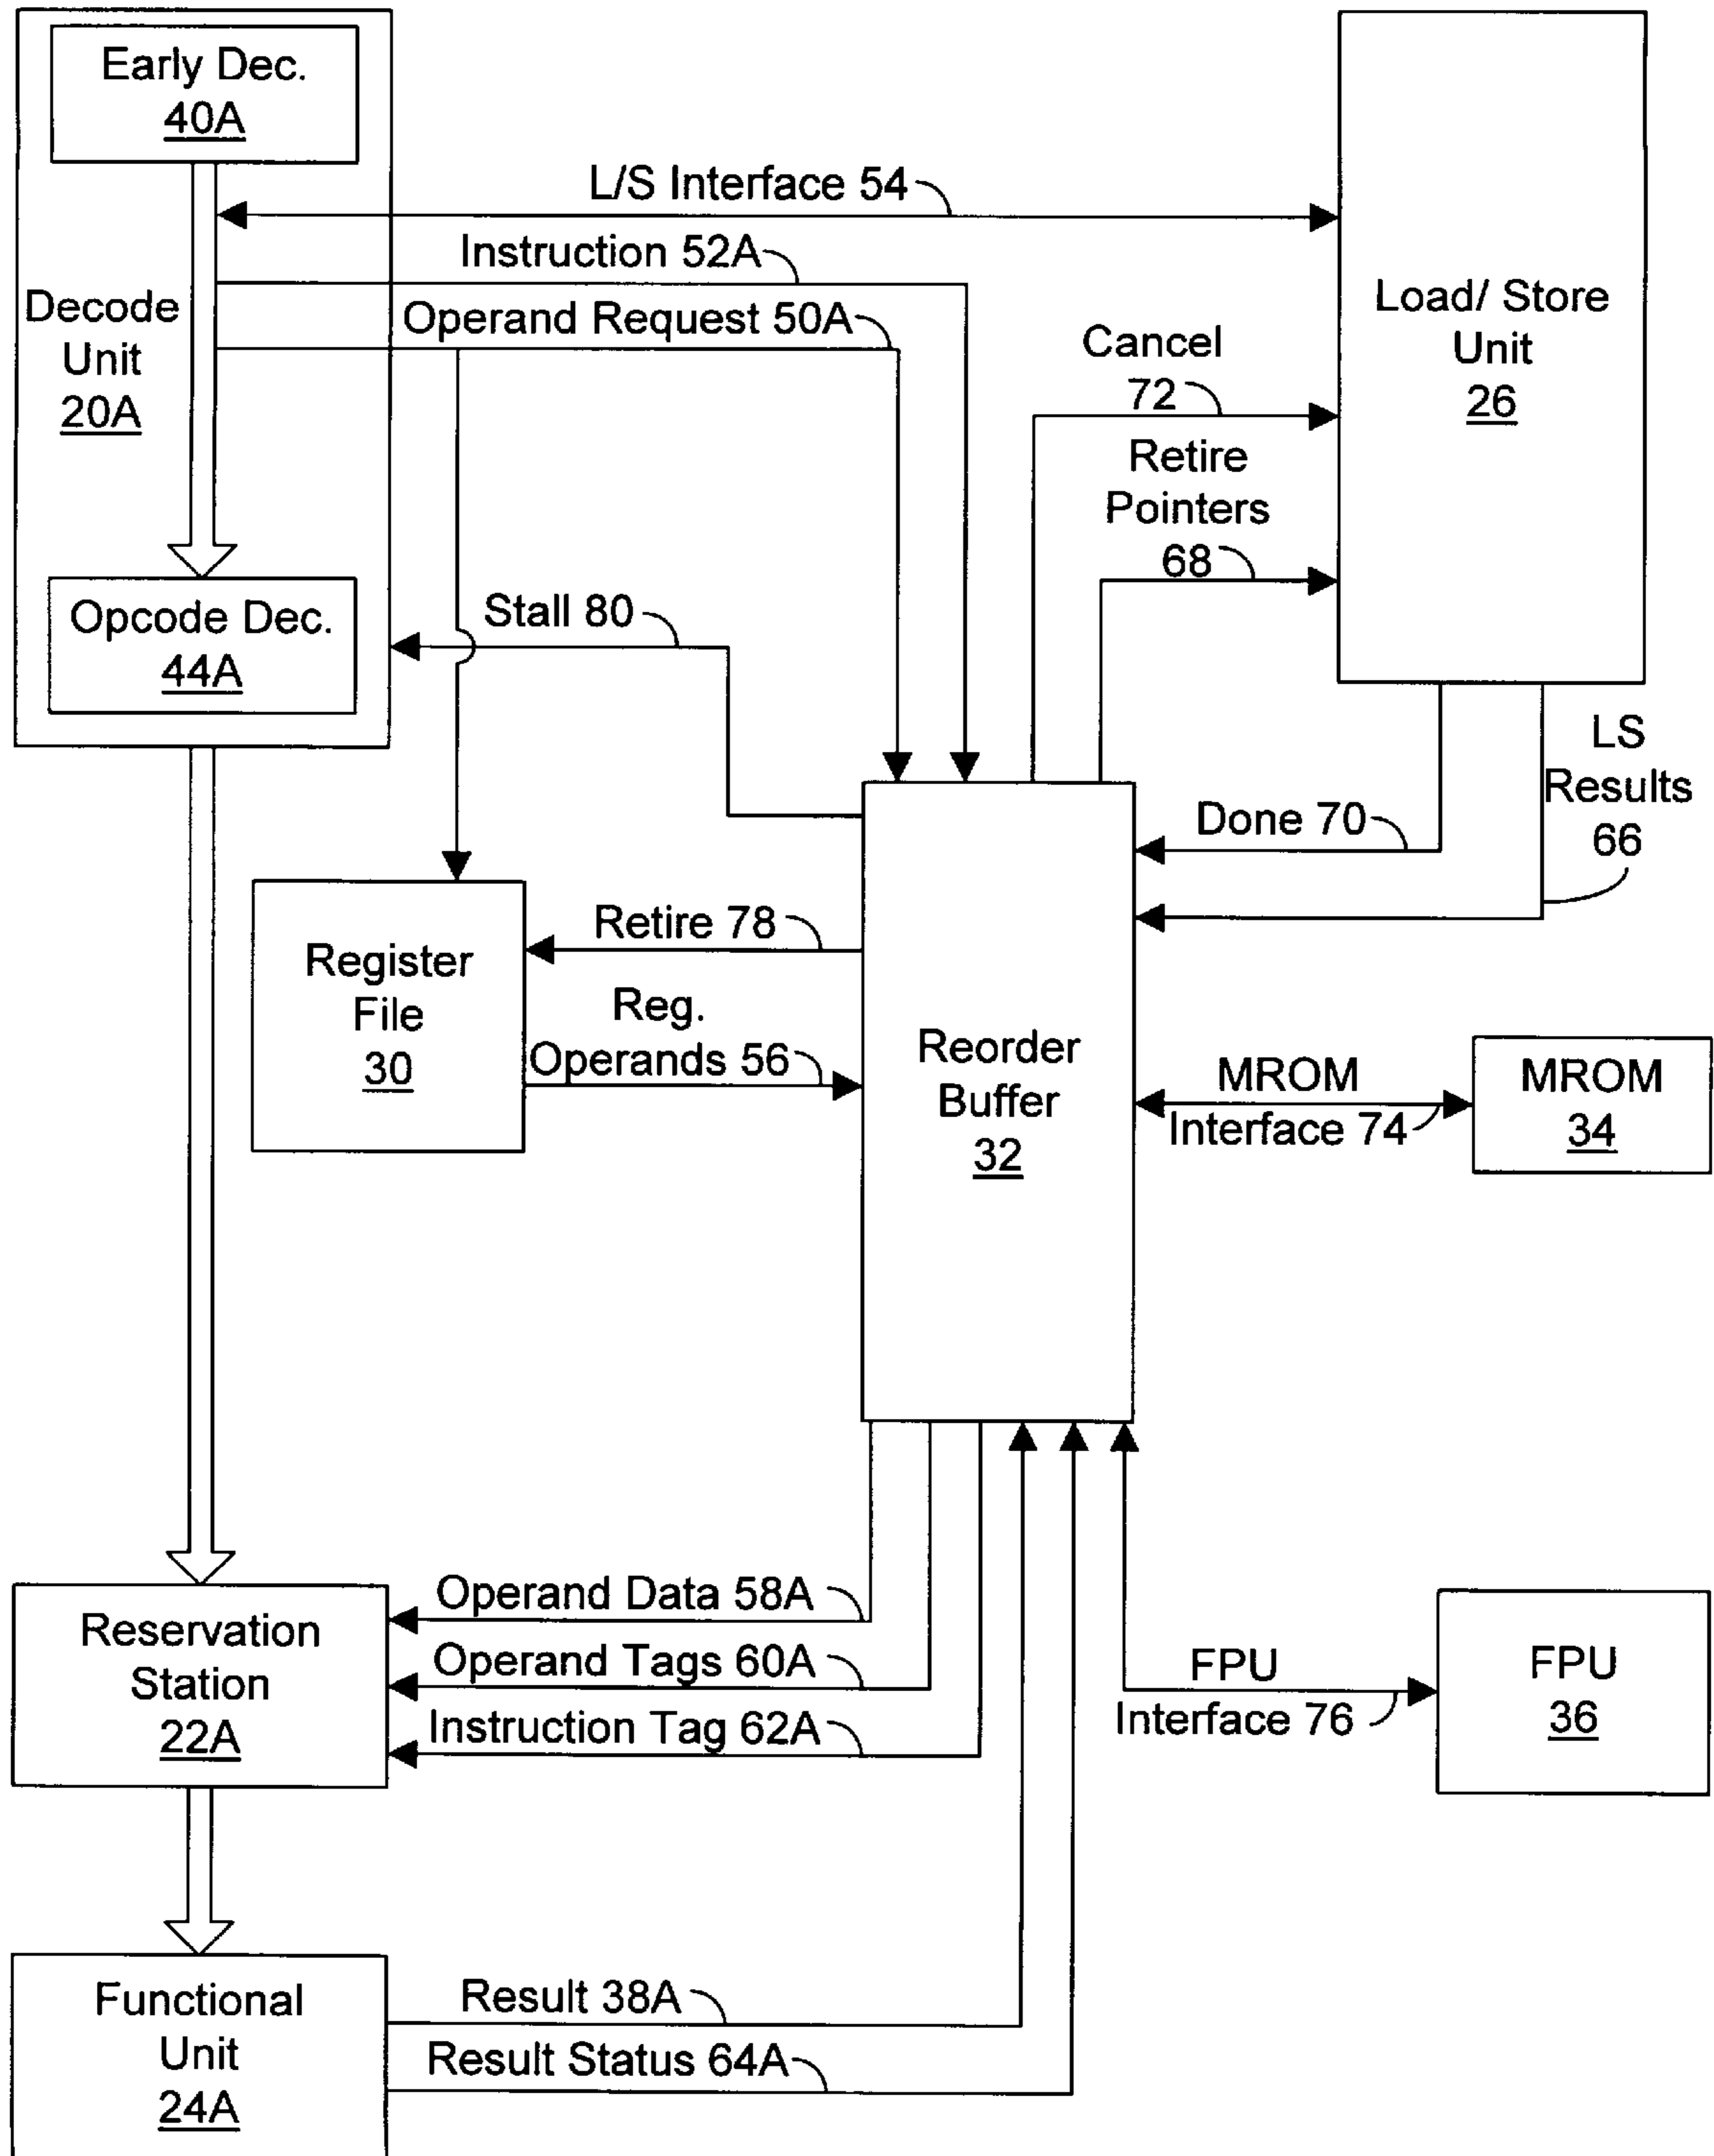 Early Dec.
40A
L/S Interface 54
Instruction 52A
Operand Request 50A
Decode
Unit
20A
Load/ Store
Unit
26
Cancel
72
Retire
Pointers
68
Opcode Dec.
44A
Stall 80
LS
Results
66
Done 70
Retire 78
Register
File
30
Reg.
Operands 56
Reorder
Buffer
32
MROM
Interface 74
MROM
34
Operand Data 58A
Operand Tags 60A
Instruction Tag 62A
Reservation
Station
22A
FPU
Interface 76
FPU
36
Functional
Unit
24A
Result 38A
Result Status 64A